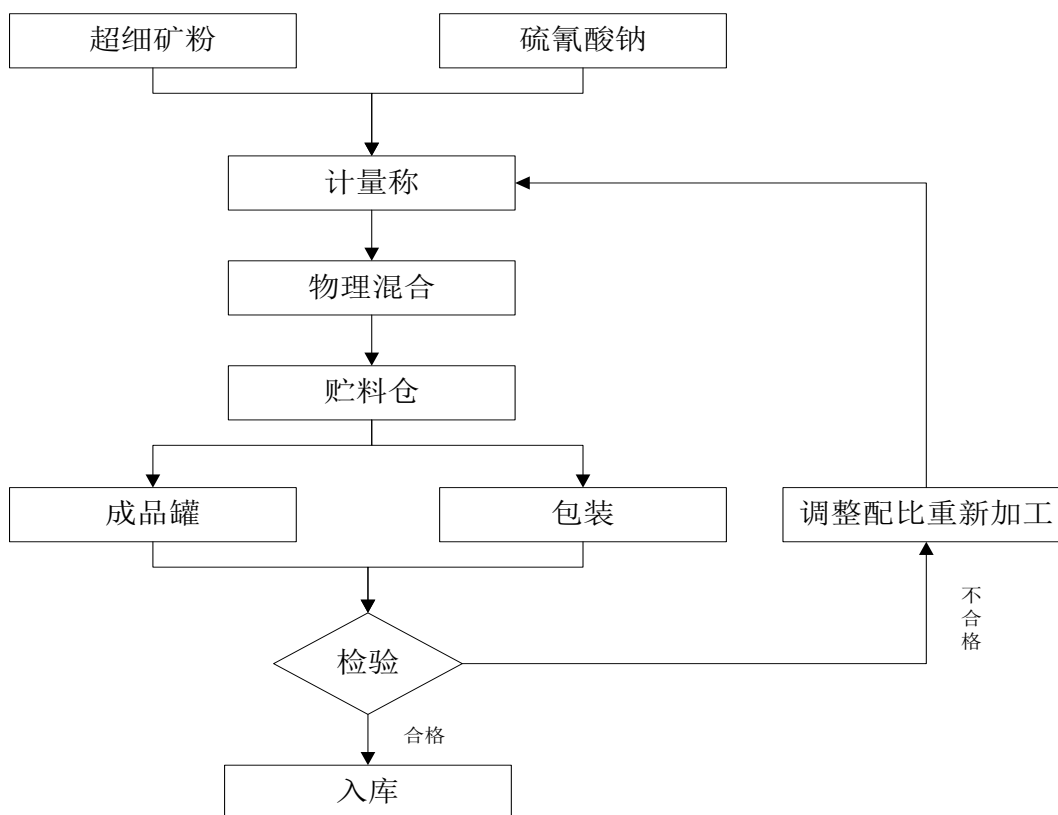 超细矿粉
硫氰酸钠
计量称
物理混合
贮料仓
成品罐
包装
调整配比重新加工
不合格
检验
合格
入库